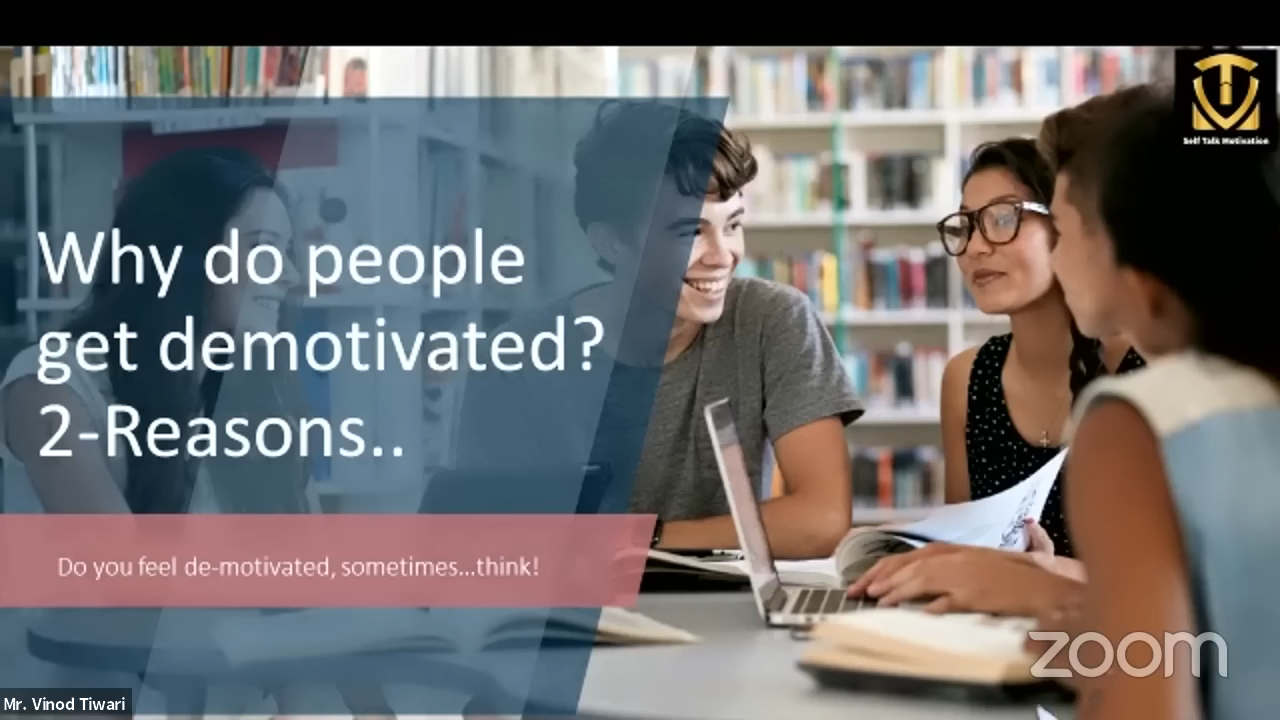 Self Talk Motivation
Why do people
get demotivated?
2-Reasons..
Do you feel de-motivated, sometimes...think!
zoom
Mr. Vinod Tiwari